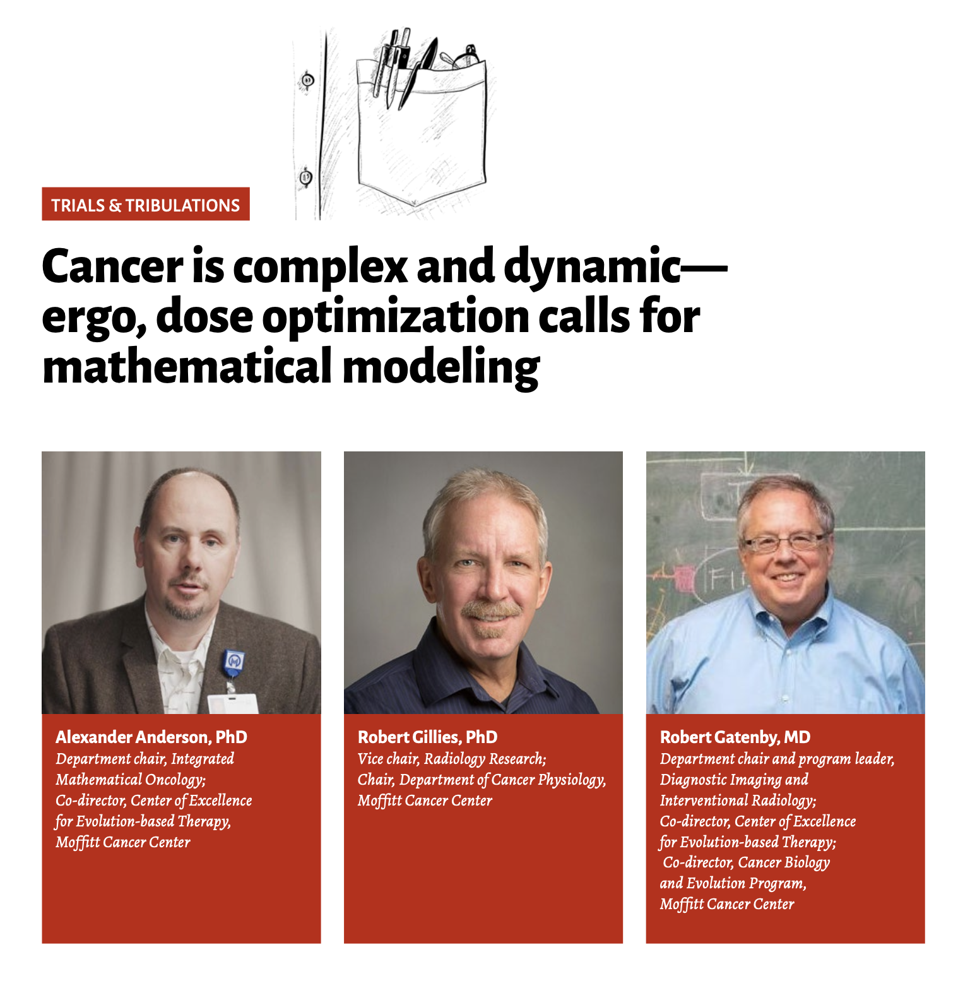 TRIALS & TRIBULATIONS
Cancer is complex and dynamic—
ergo, dose optimization calls for
mathematical modeling
Alexander Anderson, PhD
Department chair, Integrated
Mathematical Oncology;
Co-director, Center of Excellence
for Evolution-based Therapy,
Moffitt Cancer Center
Robert Gillies, PhD
Vice chair, Radiology Research;
Chair, Department of Cancer Physiology,
Moffitt Cancer Center
Robert Gatenby, MD
Department chair and program leader,
Diagnostic Imaging and
Interventional Radiology;
Co-director, Center of Excellence
for Evolution-based Therapy;
Co-director, Cancer Biology
and Evolution Program,
Moffitt Cancer Center